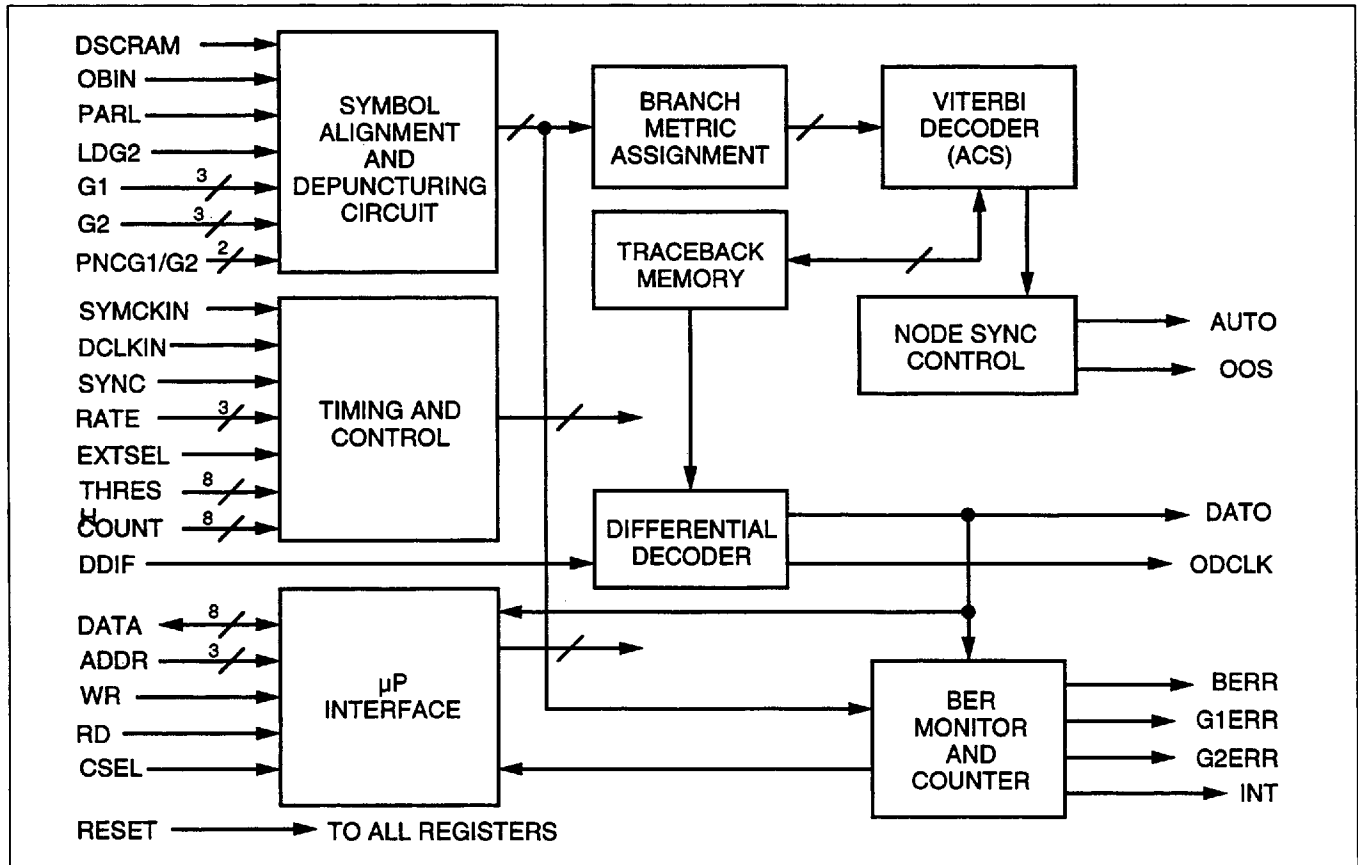 DSCRAM
OBIN
PARL
LDG2
G1
3
G2
3
PNCG1/G2
2
SYMBOL
ALIGNMENT
AND
DEPUNCTURING
CIRCUIT
BRANCH
METRIC
ASSIGNMENT
VITERBI
DECODER
(ACS)
TRACEBACK
MEMORY
NODE SYNC
CONTROL
AUTO
OOS
SYMCKIN
DCLKIN
SYNC
RATE
3
EXTSEL
THRES
8
H
COUNT
8
TIMING AND
CONTROL
DDIF
DIFFERENTIAL
DECODER
DATO
ODCLK
DATA
8
ADDR
3
WR
RD
CSEL
µP
INTERFACE
BER
MONITOR
AND
COUNTER
BERR
G1ERR
G2ERR
INT
RESET
TO ALL REGISTERS